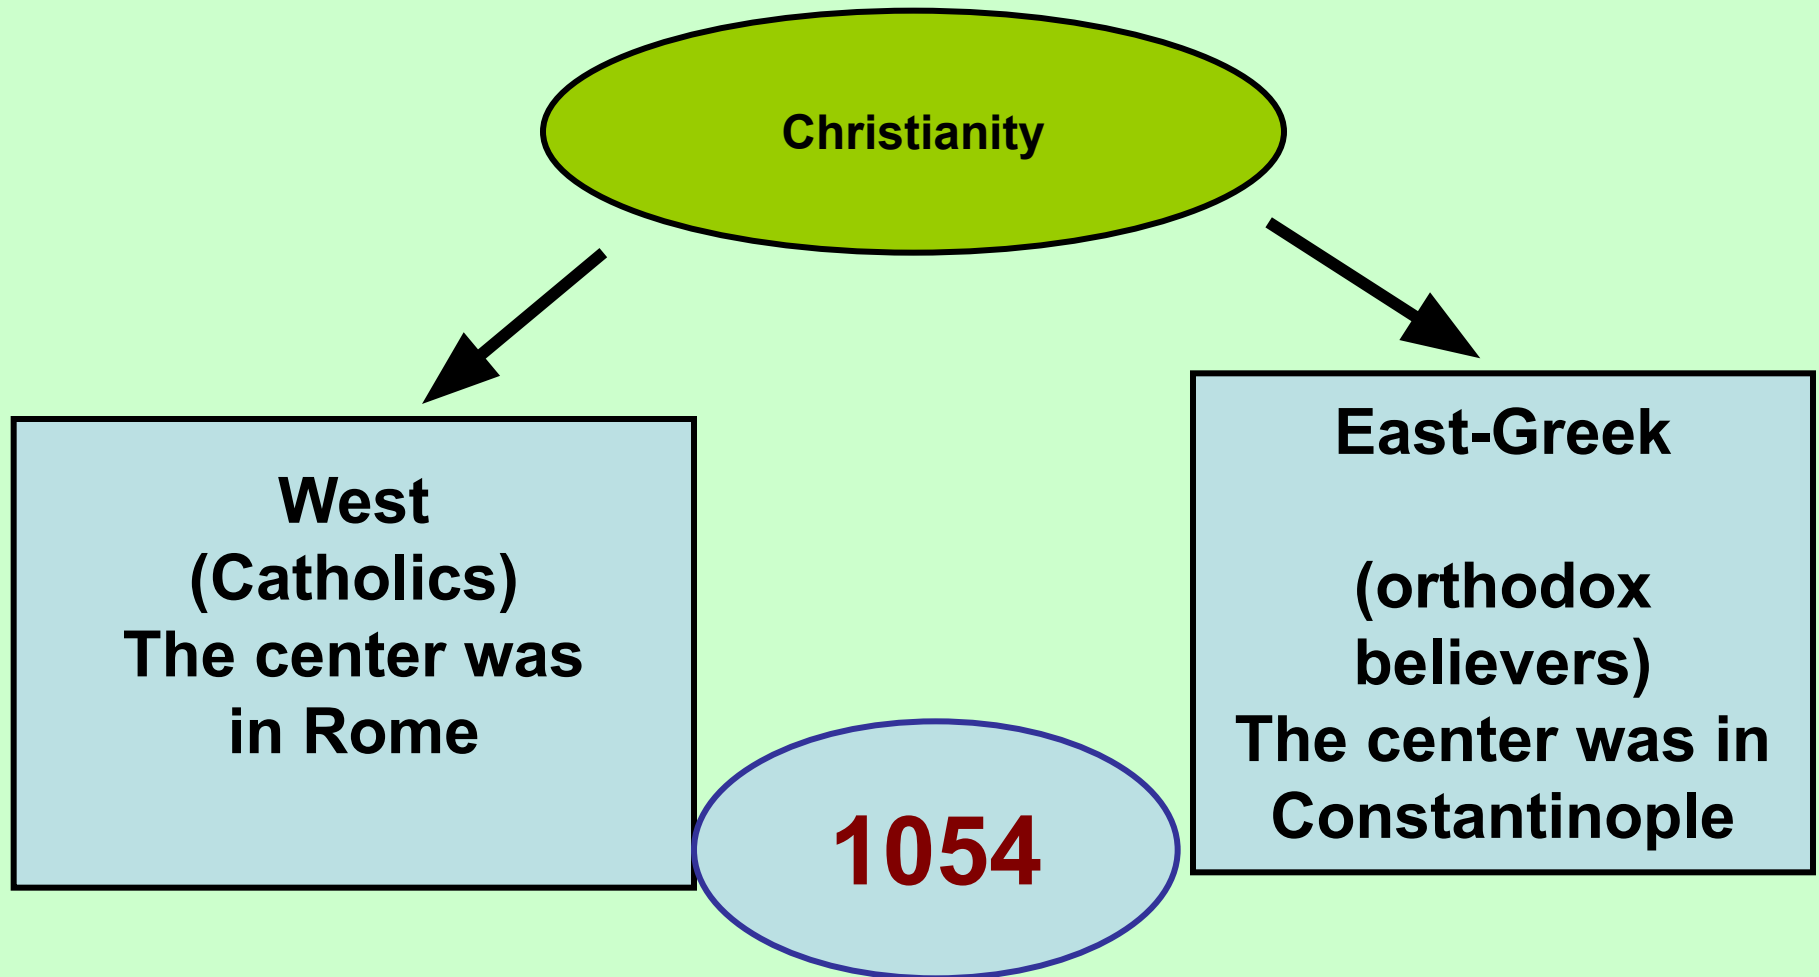 Christianity
West
(Catholics)
The center was
in Rome
East-Greek
(orthodox
believers)
The center was in
Constantinople
1054